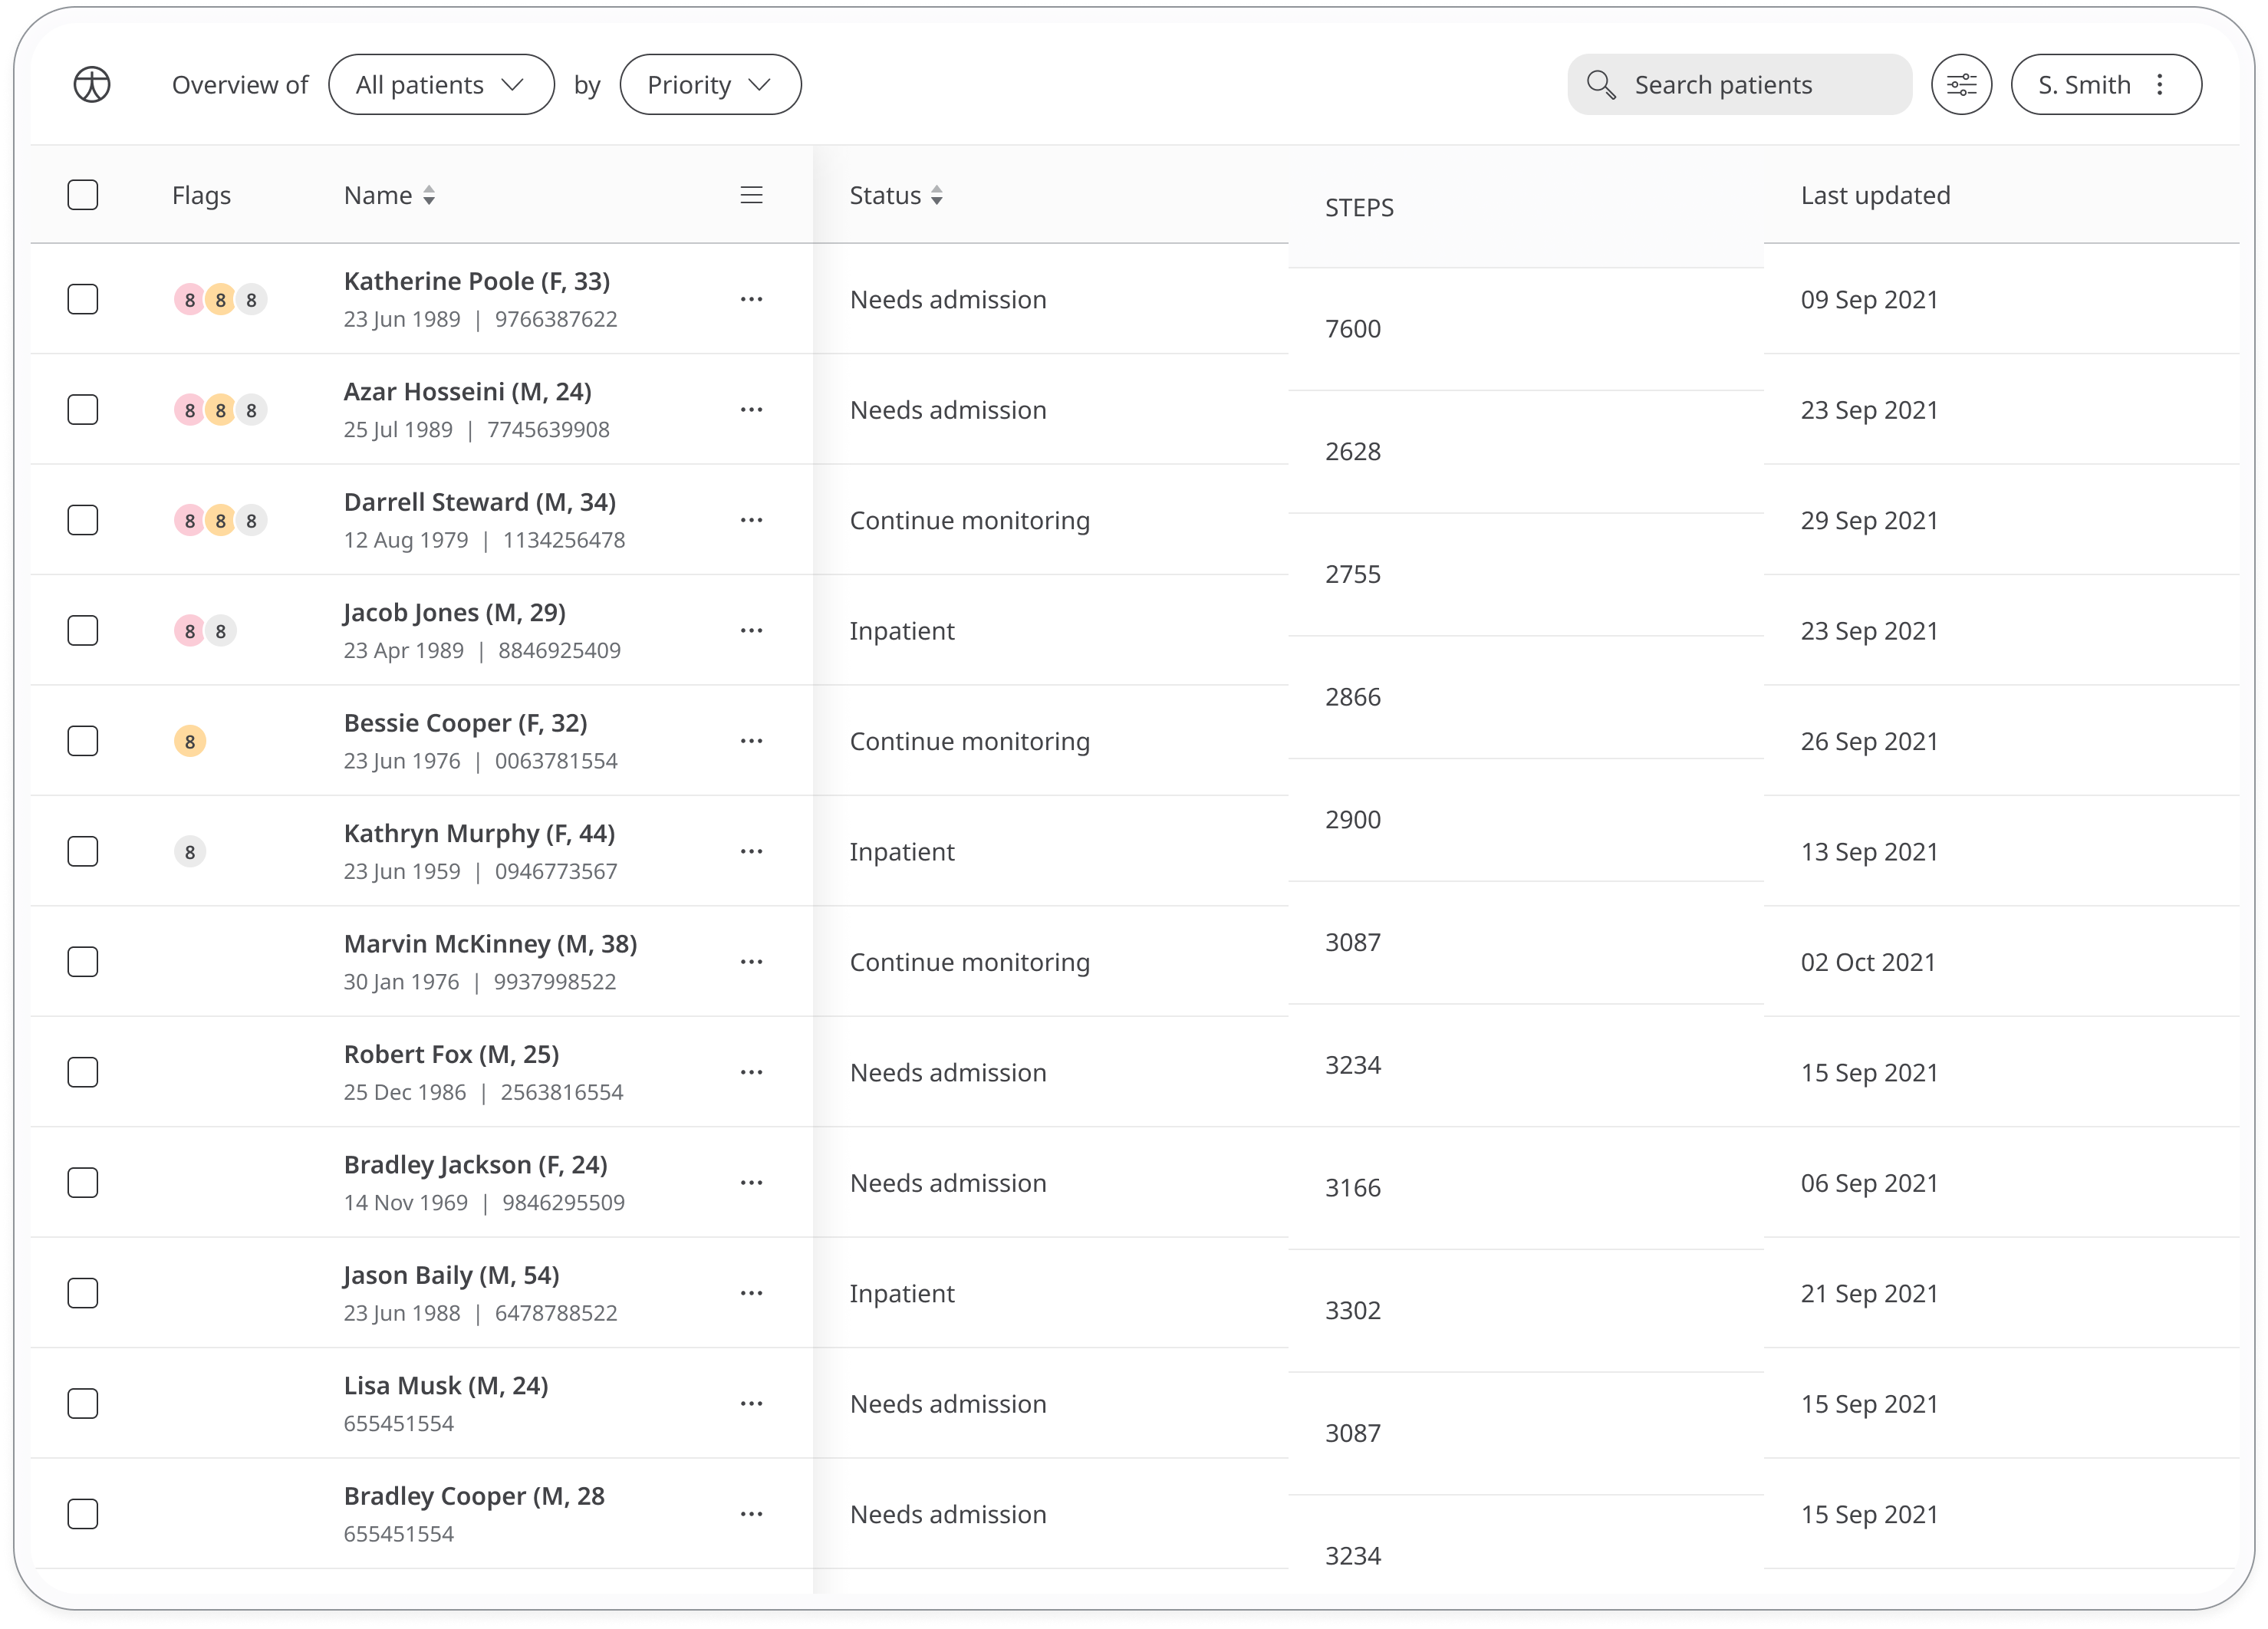 Overview of All patients by Priority Search patients S. Smith
Flags Name Status STEPS Last updated
8 8 8 Katherine Poole (F, 33) Needs admission 7600 09 Sep 2021
23 Jun 1989 | 9766387622
8 8 8 Azar Hosseini (M, 24) Needs admission 2628 23 Sep 2021
25 Jul 1989 | 7745639908
8 8 8 Darrell Steward (M, 34) Continue monitoring 2755 29 Sep 2021
12 Aug 1979 | 1134256478
8 8 Jacob Jones (M, 29) Inpatient 2866 23 Sep 2021
23 Apr 1989 | 8846925409
8 Bessie Cooper (F, 32) Continue monitoring 2900 26 Sep 2021
23 Jun 1976 | 0063781554
8 Kathryn Murphy (F, 44) Inpatient 3087 13 Sep 2021
23 Jun 1959 | 0946773567
Marvin McKinney (M, 38) Continue monitoring 3234 02 Oct 2021
30 Jan 1976 | 9937998522
Robert Fox (M, 25) Needs admission 3166 15 Sep 2021
25 Dec 1986 | 2563816554
Bradley Jackson (F, 24) Needs admission 3302 06 Sep 2021
14 Nov 1969 | 9846295509
Jason Baily (M, 54) Inpatient 3087 21 Sep 2021
23 Jun 1988 | 6478788522
Lisa Musk (M, 24) Needs admission 3234 15 Sep 2021
655451554
Bradley Cooper (M, 28 Needs admission 15 Sep 2021
655451554